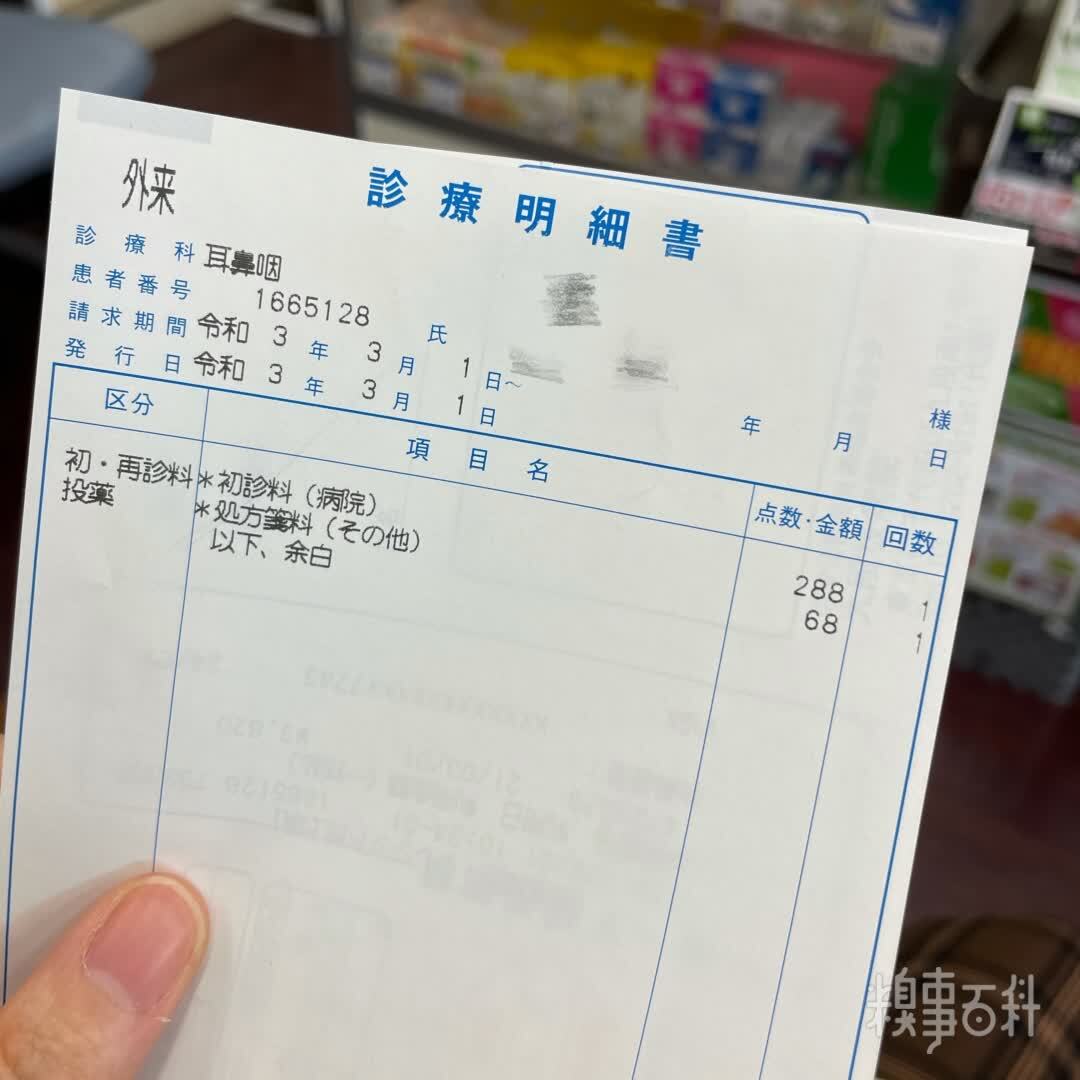 外来
診療明細書
診療科 耳鼻咽
患者番号 1665128
氏 様
請求期間 令和 3 年 3 月 1 日～ 年 月 日
発行日 令和 3 年 3 月 1 日
区分 項目名 点数・金額 回数
初・再診料 *初診料(病院) 288 1
投薬 *処方箋料(その他) 68 1
以下、余白
糗事百科